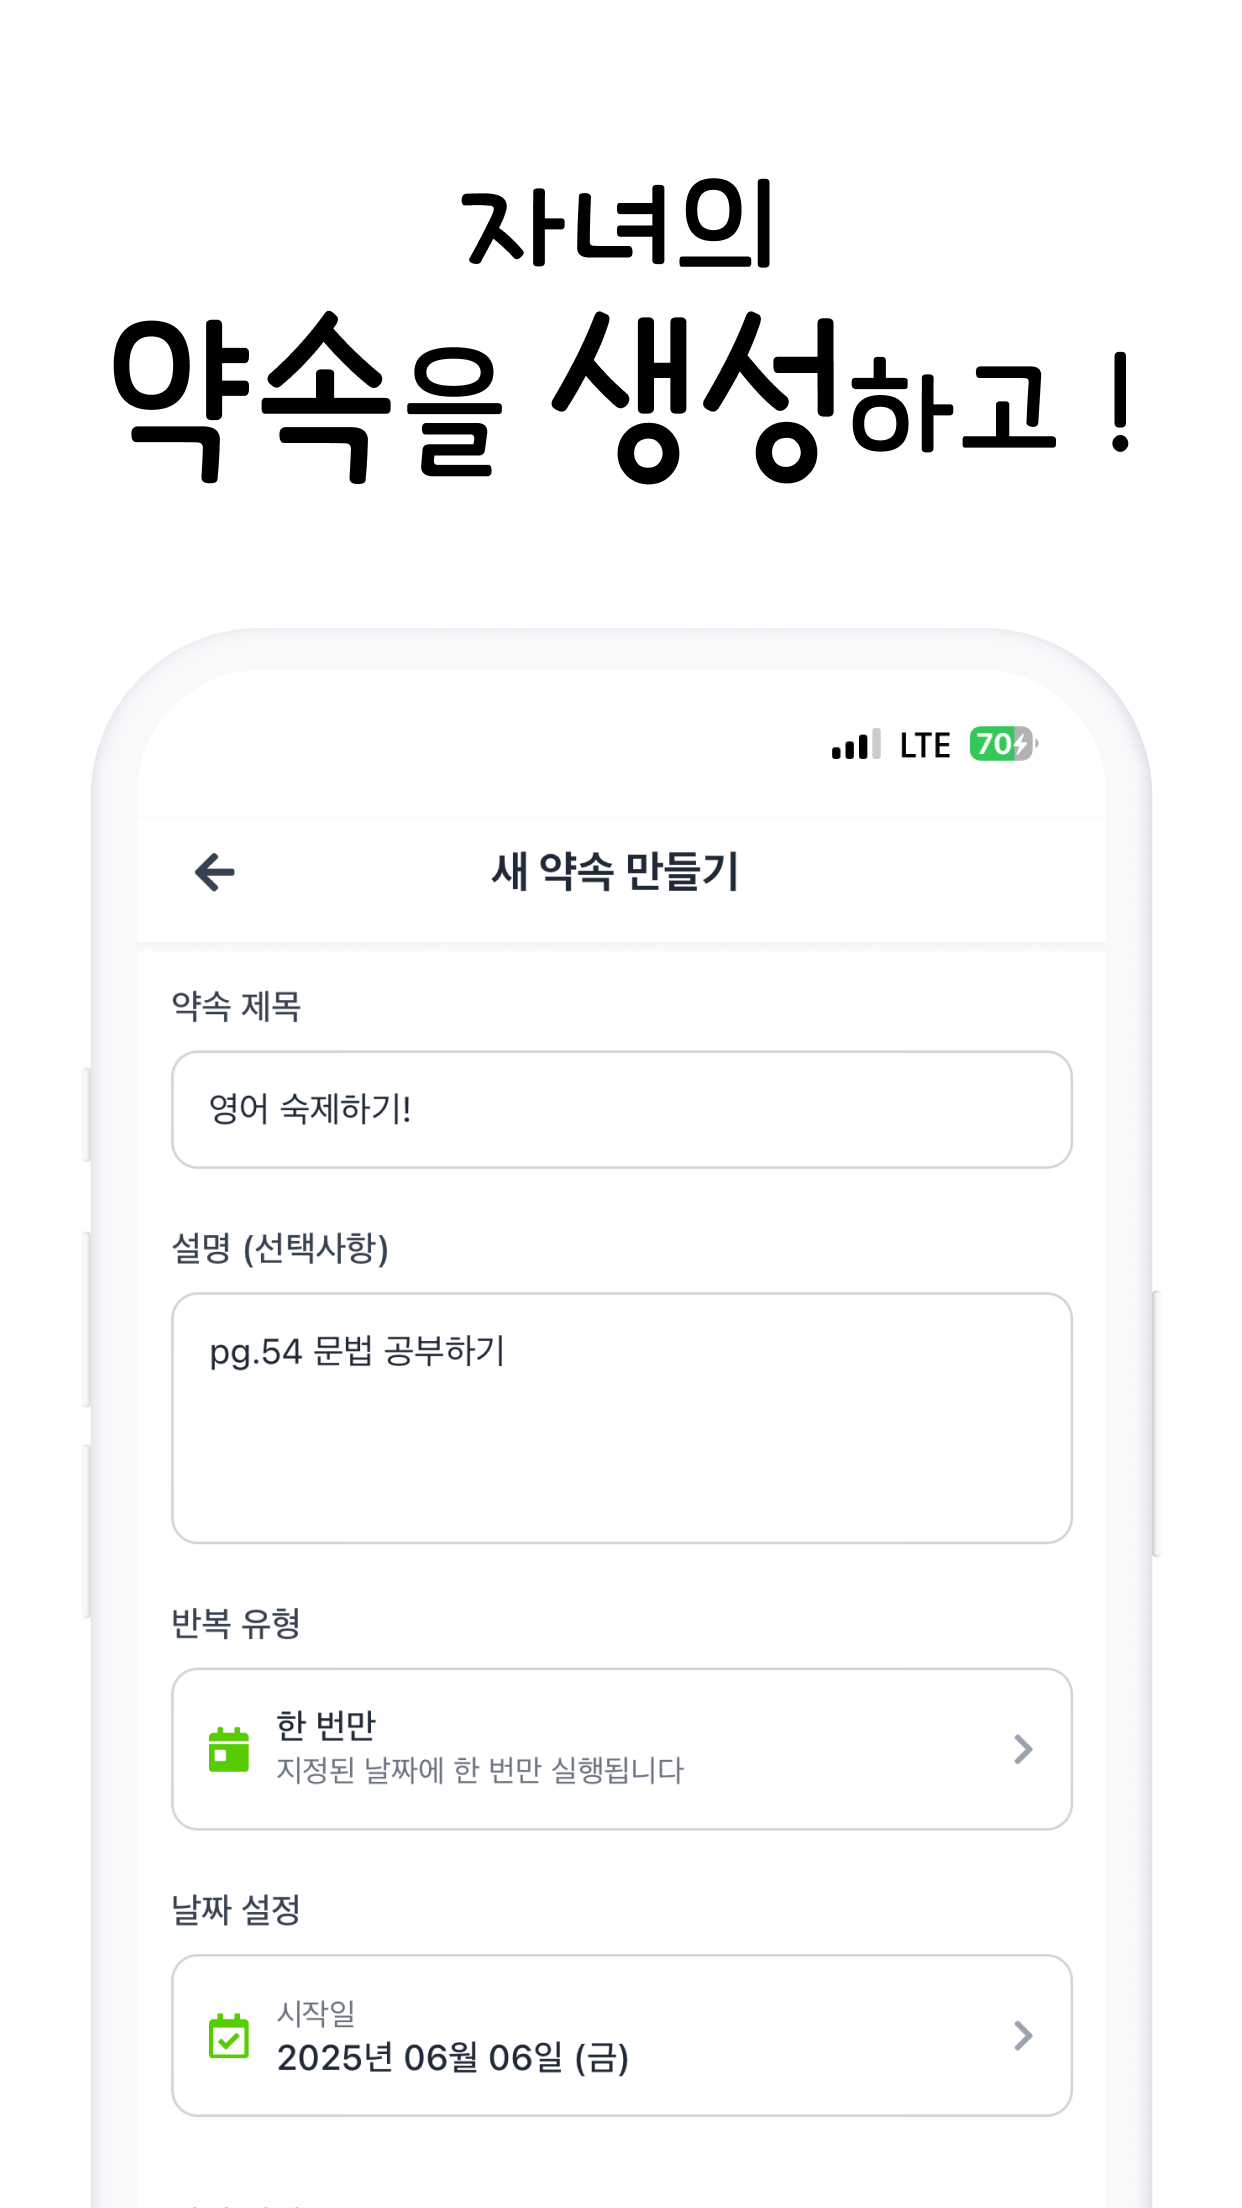 자녀의
약속을 생성하고 !
LTE 70
새 약속 만들기
약속 제목
영어 숙제하기!
설명 (선택사항)
pg.54 문법 공부하기
반복 유형
한 번만
지정된 날짜에 한 번만 실행됩니다
날짜 설정
시작일
2025년 06월 06일 (금)